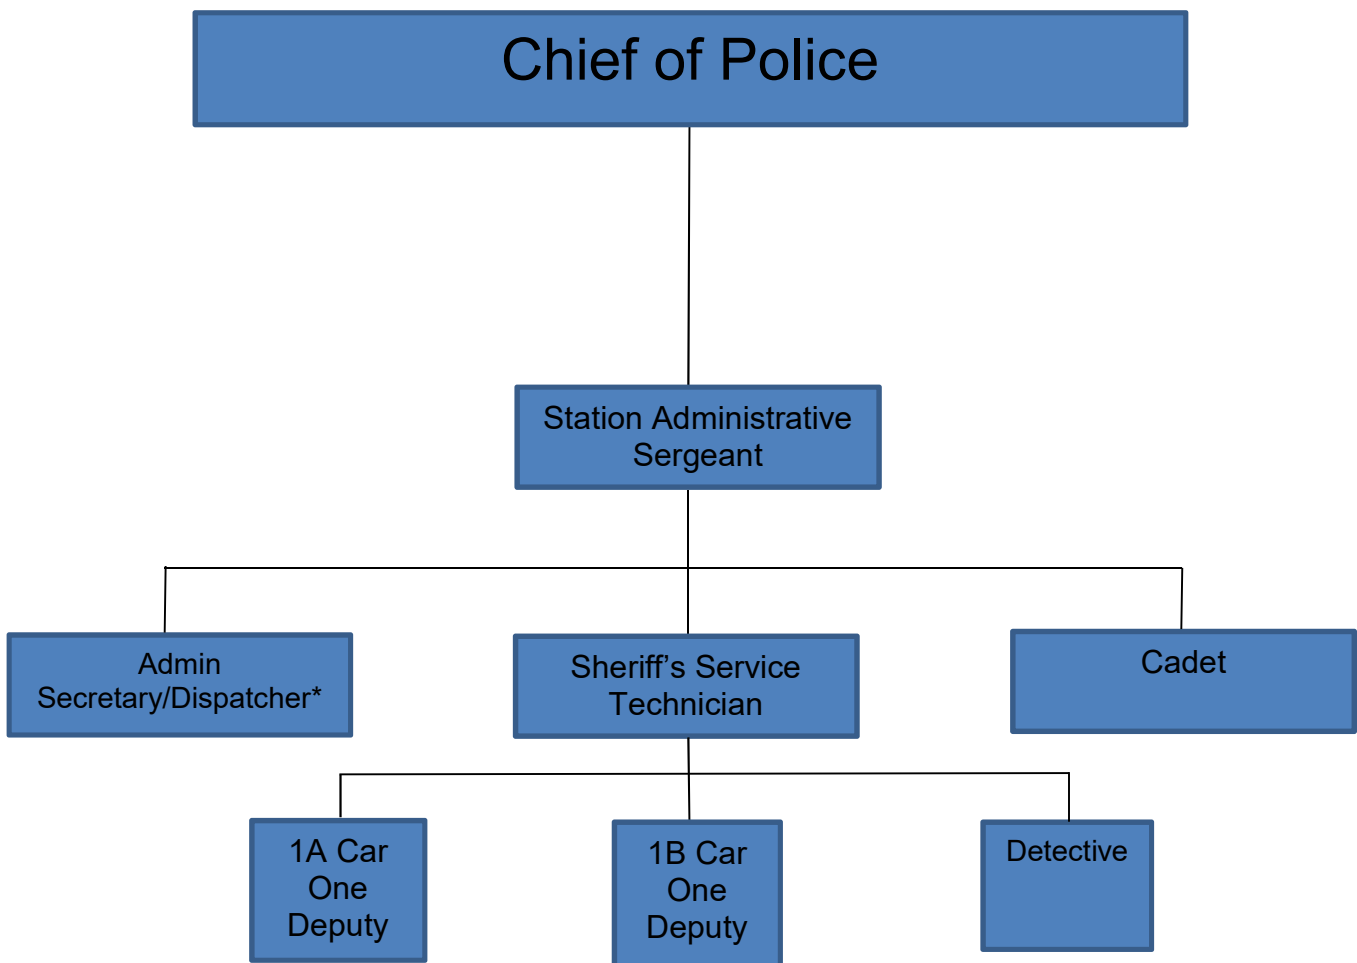 Chief of Police
Station Administrative
Sergeant
Admin
Secretary/Dispatcher*
Sheriff’s Service
Technician
Cadet
1A Car
One
Deputy
1B Car
One
Deputy
Detective